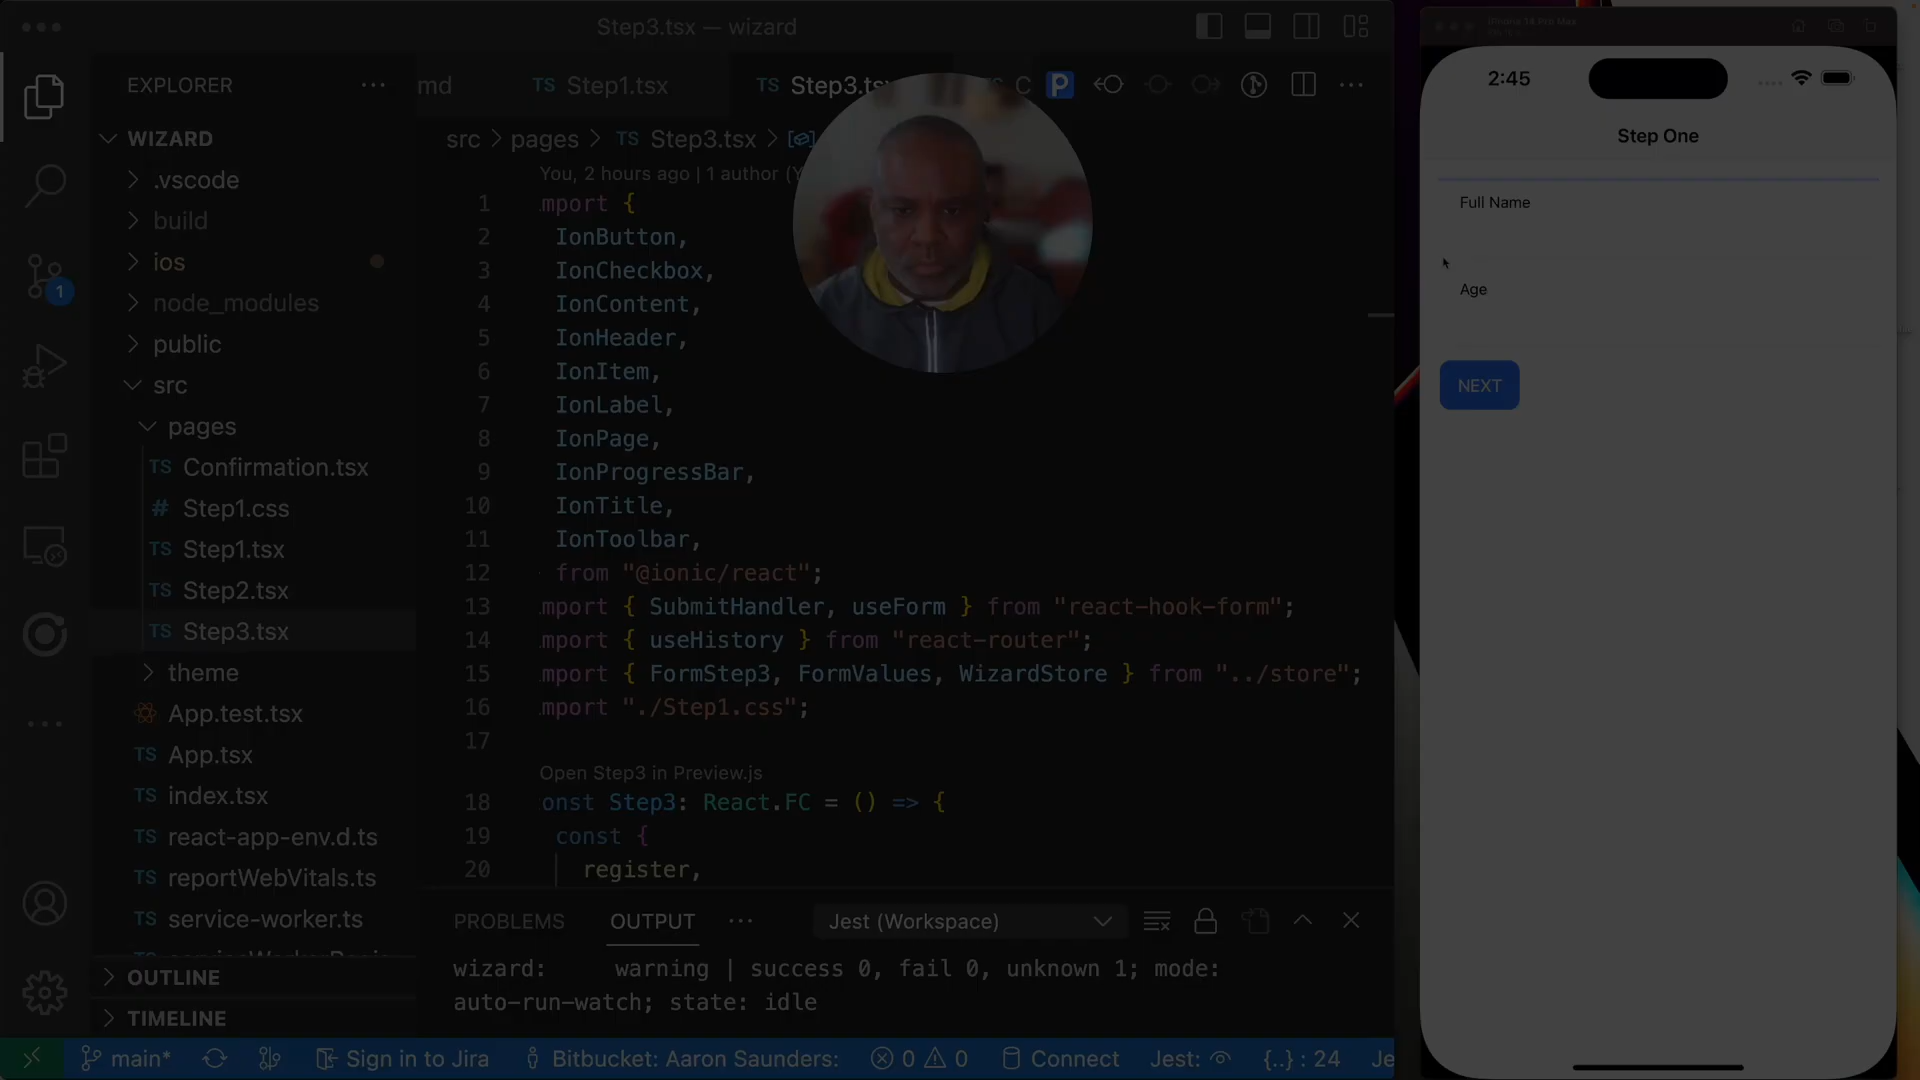 Step3.tsx — wizard
EXPLORER
md
Step1.tsx
Step3.ts
C
P
WIZARD
.vscode
build
ios
node_modules
public
src
pages
Confirmation.tsx
Step1.css
Step1.tsx
Step2.tsx
Step3.tsx
theme
App.test.tsx
App.tsx
index.tsx
react-app-env.d.ts
reportWebVitals.ts
service-worker.ts
OUTLINE
TIMELINE
1
src > pages > TS Step3.tsx >
You, 2 hours ago | 1 author (Y
1 mport {
2 IonButton,
3 IonCheckbox,
4 IonContent,
5 IonHeader,
6 IonItem,
7 IonLabel,
8 IonPage,
9 IonProgressBar,
10 IonTitle,
11 IonToolbar,
12 from "@ionic/react";
13 mport { SubmitHandler, useForm } from "react-hook-form";
14 mport { useHistory } from "react-router";
15 mport { FormStep3, FormValues, WizardStore } from "../store";
16 mport "./Step1.css";
17
Open Step3 in Preview.js
18 onst Step3: React.FC = () => {
19 const {
20 register,
PROBLEMS OUTPUT ... Jest (Workspace)
wizard: warning | success 0, fail 0, unknown 1; mode:
auto-run-watch; state: idle
main* Sign in to Jira Bitbucket: Aaron Saunders: 0 0 Connect Jest: {..} : 24 Je
iPhone 14 Pro Max
2:45
Step One
Full Name
Age
NEXT